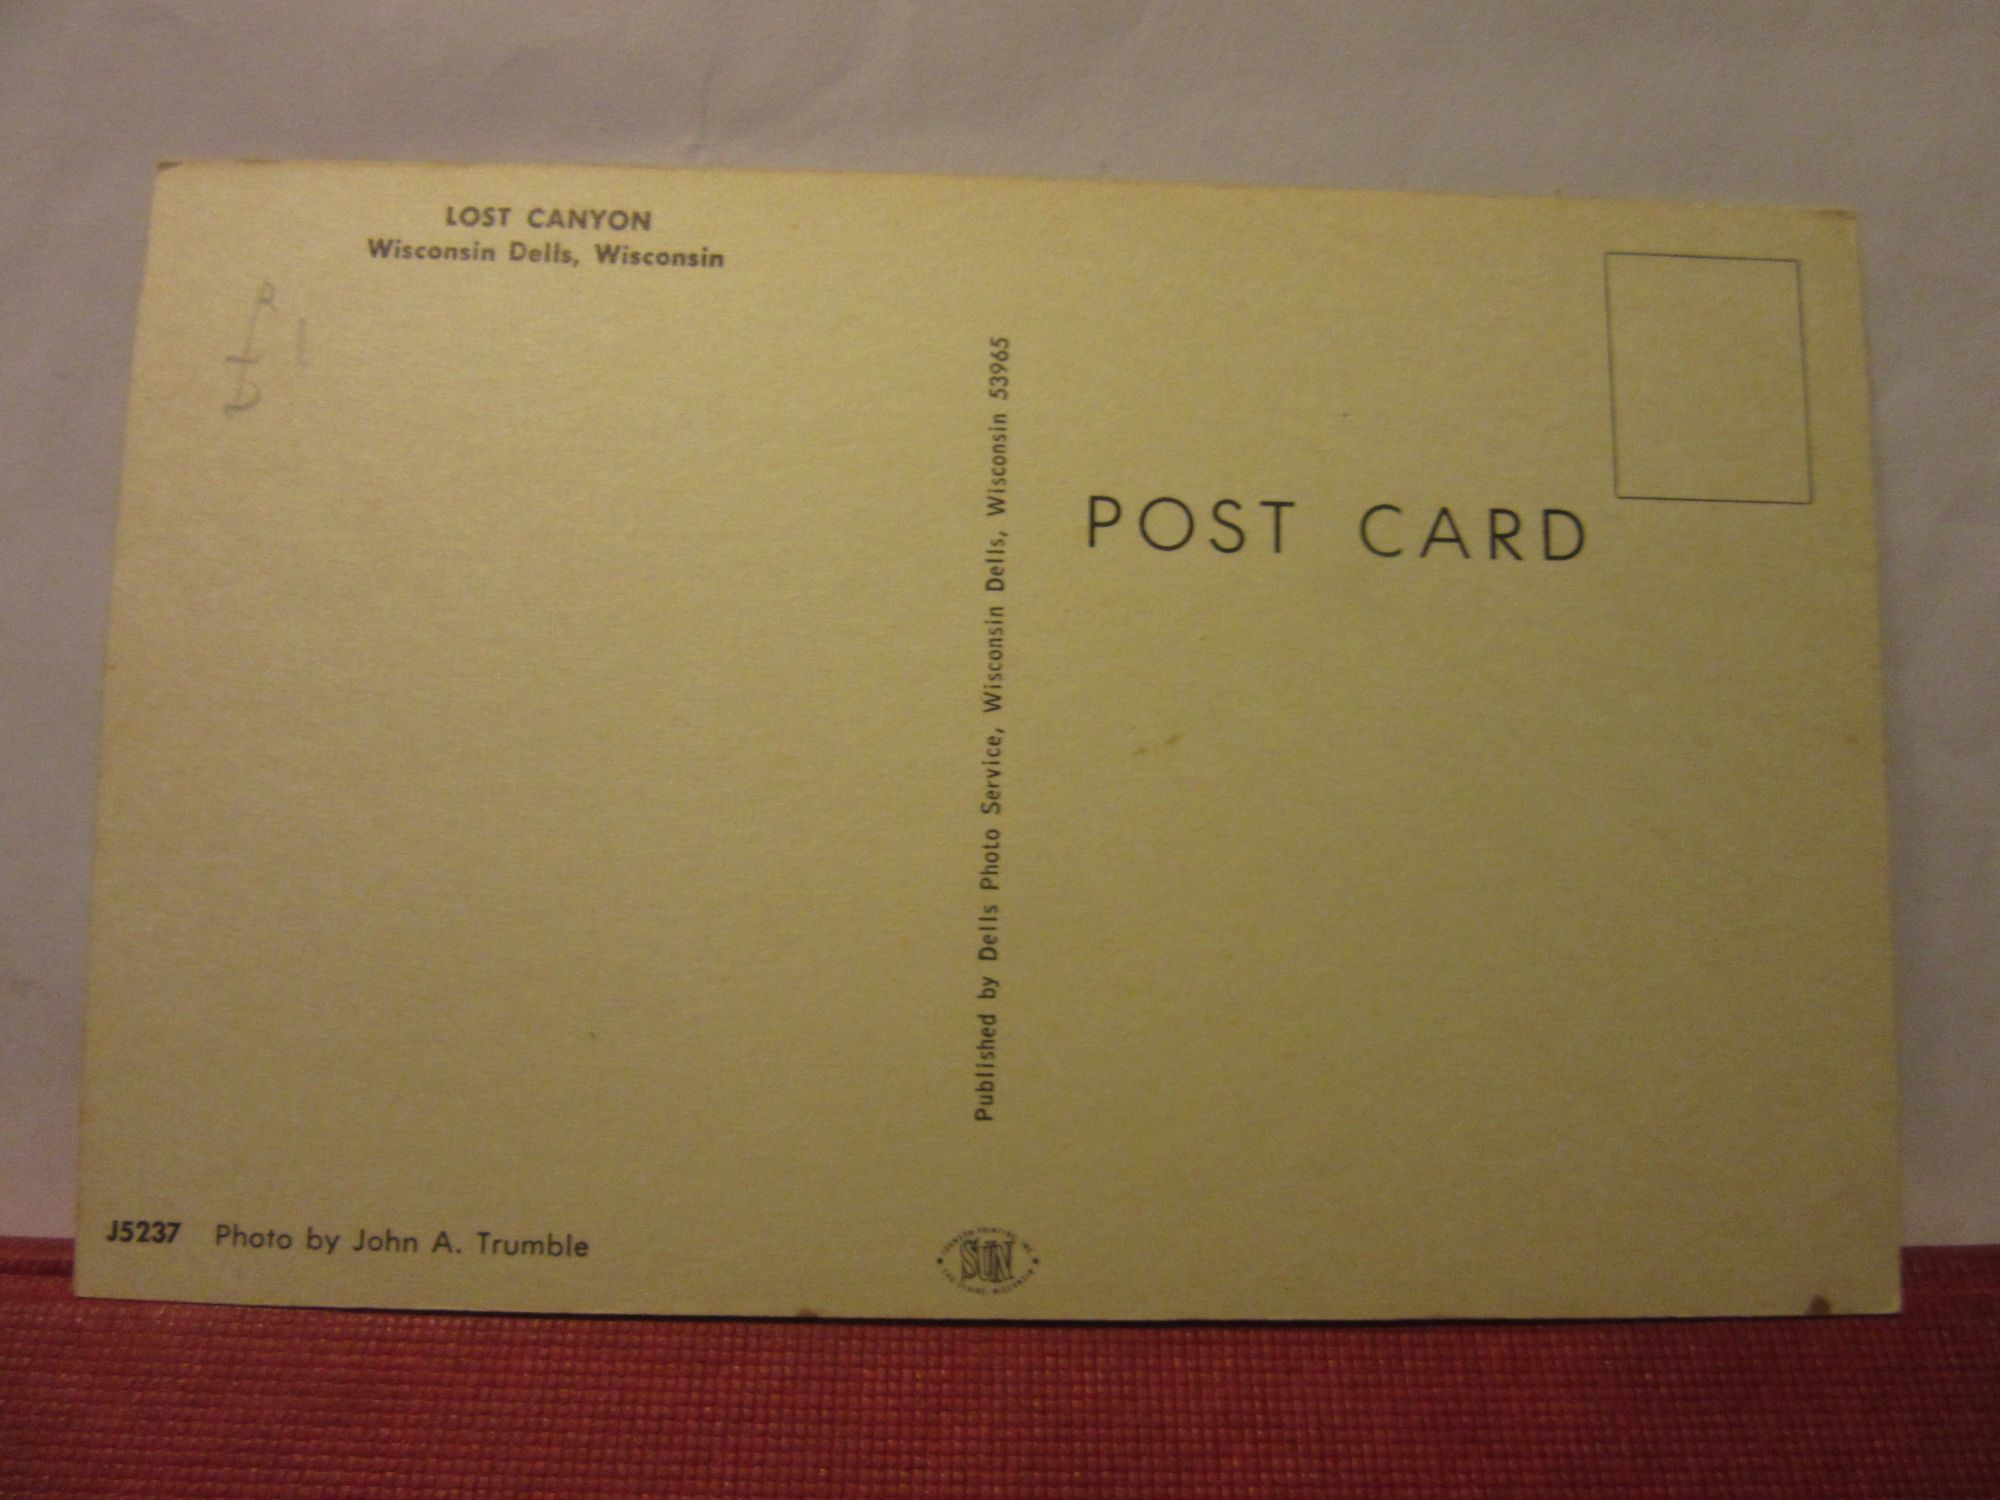 LOST CANYON
Wisconsin Dells, Wisconsin
Published by Dells Photo Service, Wisconsin Dells, Wisconsin 53965
POST CARD
J5237 Photo by John A. Trumble
SUN